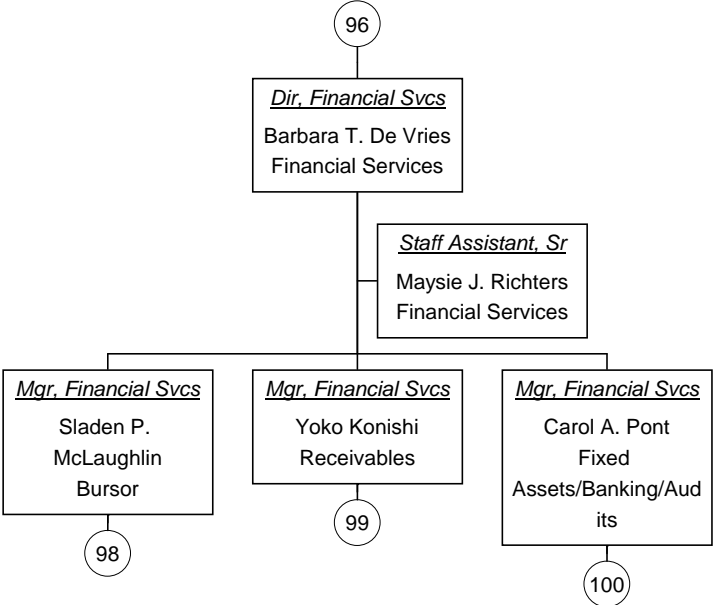 96
Dir, Financial Svcs
Barbara T. De Vries
Financial Services
Staff Assistant, Sr
Maysie J. Richters
Financial Services
Mgr, Financial Svcs
Sladen P.
McLaughlin
Bursor
98
Mgr, Financial Svcs
Yoko Konishi
Receivables
99
Mgr, Financial Svcs
Carol A. Pont
Fixed
Assets/Banking/Aud
its
100